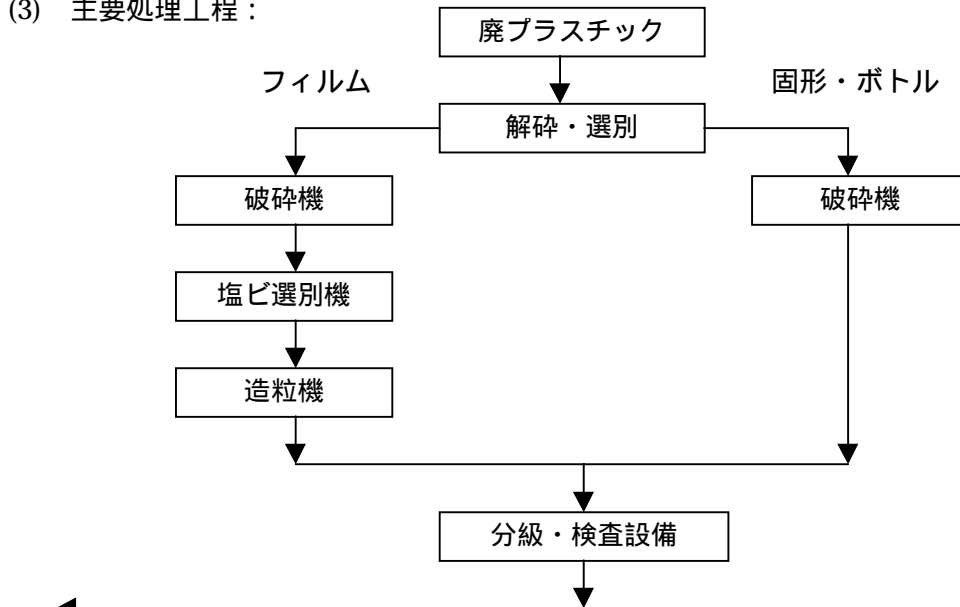 (3) 主要処理工程：
廃プラスチック
フィルム
固形・ボトル
解砕・選別
破砕機
破砕機
塩ビ選別機
造粒機
分級・検査設備